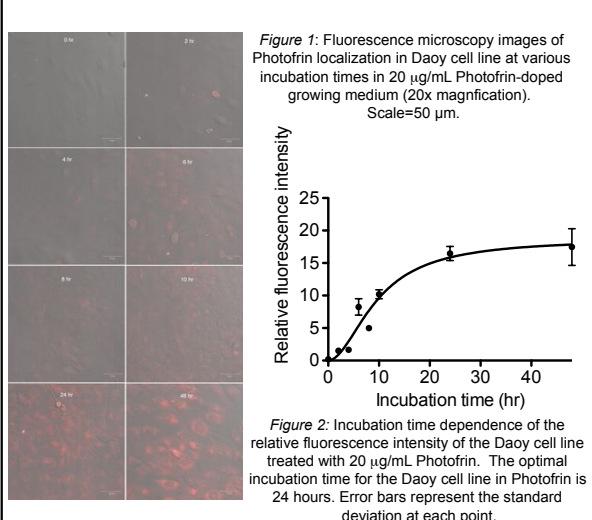 0 hr
2 hr
4 hr
6 hr
8 hr
10 hr
24 hr
48 hr
Figure 1: Fluorescence microscopy images of
Photofrin localization in Daoy cell line at various
incubation times in 20 μg/mL Photofrin-doped
growing medium (20x magnfication).
Scale=50 μm.
Relative fluorescence intensity
25
20
15
10
5
0
0 10 20 30 40
Incubation time (hr)
Figure 2: Incubation time dependence of the
relative fluorescence intensity of the Daoy cell line
treated with 20 μg/mL Photofrin. The optimal
incubation time for the Daoy cell line in Photofrin is
24 hours. Error bars represent the standard
deviation at each point.